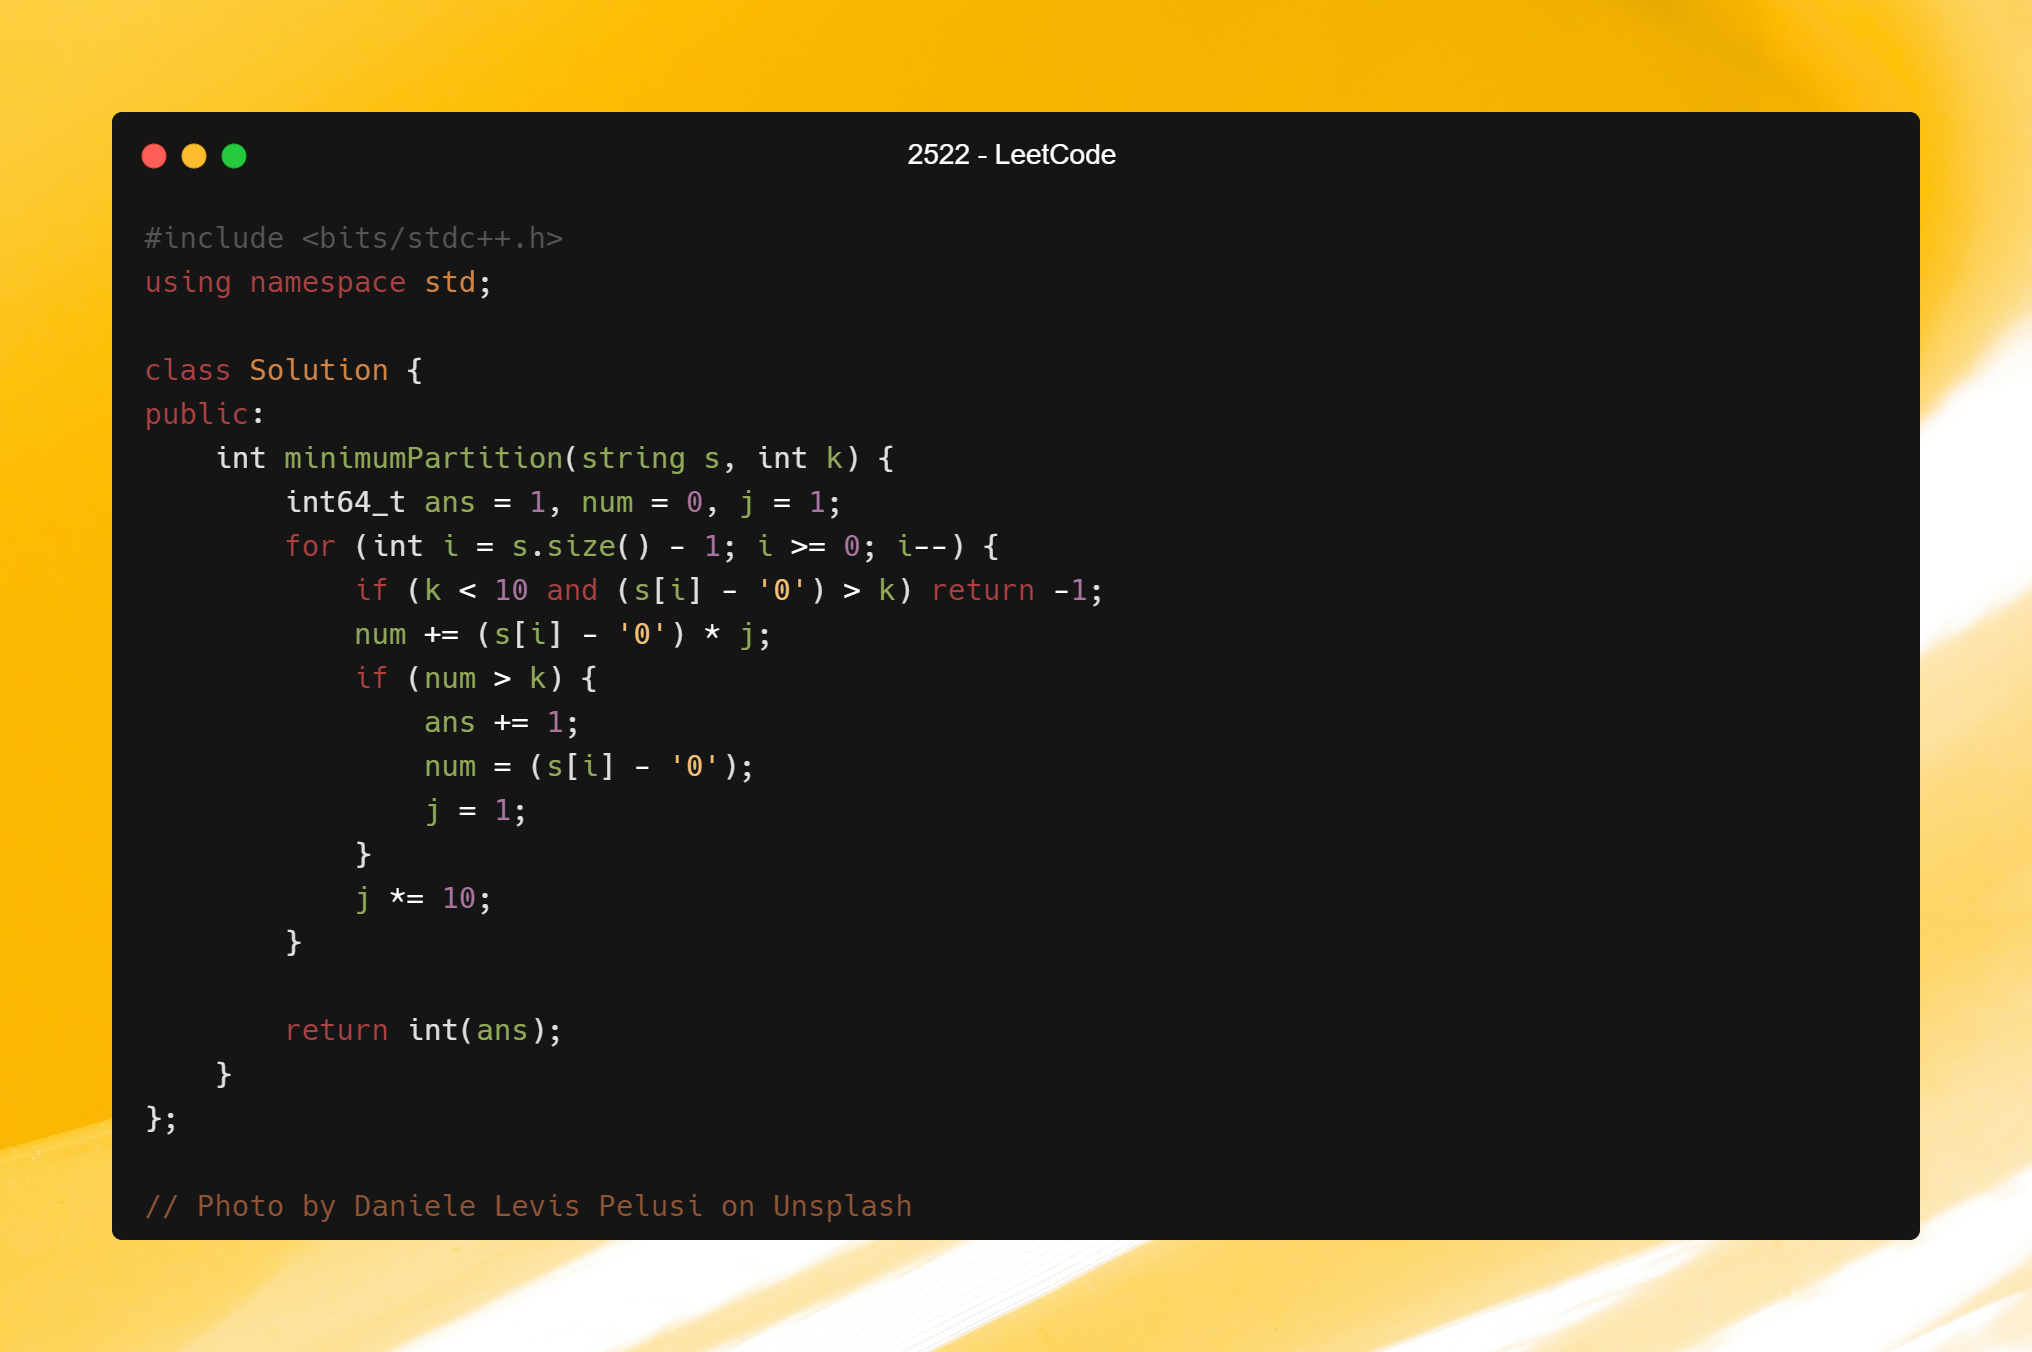 2522 - LeetCode
#include <bits/stdc++.h>
using namespace std;
class Solution {
public:
    int minimumPartition(string s, int k) {
        int64_t ans = 1, num = 0, j = 1;
        for (int i = s.size() - 1; i >= 0; i--) {
            if (k < 10 and (s[i] - '0') > k) return -1;
            num += (s[i] - '0') * j;
            if (num > k) {
                ans += 1;
                num = (s[i] - '0');
                j = 1;
            }
            j *= 10;
        }
        return int(ans);
    }
};
// Photo by Daniele Levis Pelusi on Unsplash